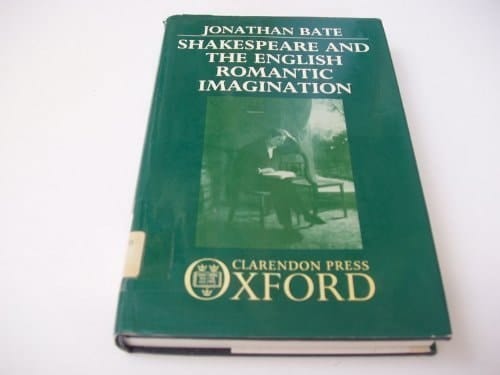 JONATHAN BATE
SHAKESPEARE AND
THE ENGLISH
ROMANTIC
IMAGINATION
CLARENDON PRESS
OXFORD